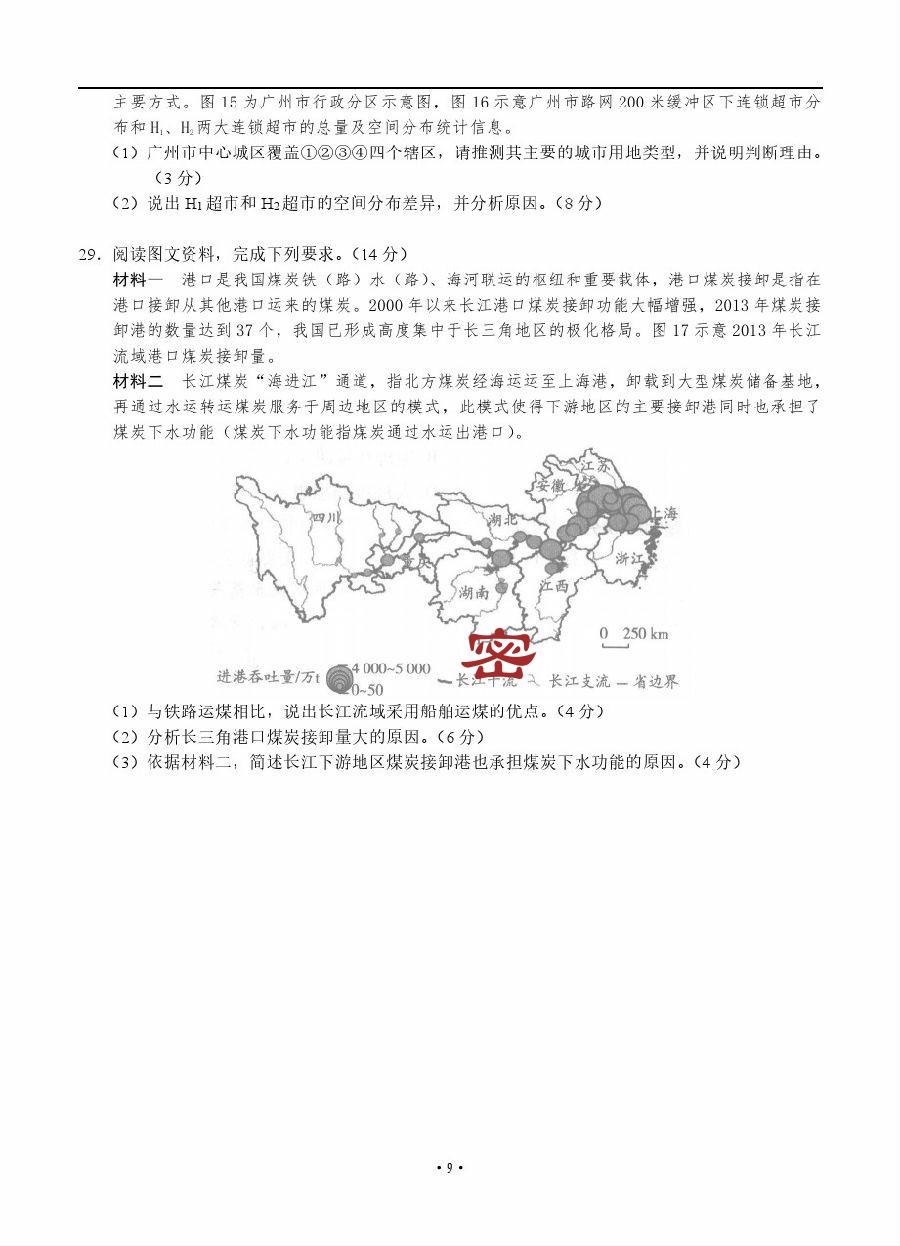 主要方式。图 15 为广州市行政分区示意图，图 16 示意广州市路网 200 米缓冲区下连锁超市分
布和 H₁、H₂ 两大连锁超市的总量及空间分布统计信息。
（1）广州市中心城区覆盖①②③④四个辖区，请推测其主要的城市用地类型，并说明判断理由。
（3 分）
（2）说出 H₁ 超市和 H₂ 超市的空间分布差异，并分析原因。（8 分）
29．阅读图文资料，完成下列要求。（14 分）
材料一　港口是我国煤炭铁（路）水（路）、海河联运的枢纽和重要载体，港口煤炭接卸是指在
港口接卸从其他港口运来的煤炭。2000 年以来长江港口煤炭接卸功能大幅增强，2013 年煤炭接
卸港的数量达到 37 个，我国已形成高度集中于长三角地区的极化格局。图 17 示意 2013 年长江
流域港口煤炭接卸量。
材料二　长江煤炭“海进江”通道，指北方煤炭经海运运至上海港，卸载到大型煤炭储备基地，
再通过水运转运煤炭服务于周边地区的模式，此模式使得下游地区的主要接卸港同时也承担了
煤炭下水功能（煤炭下水功能指煤炭通过水运出港口）。
江苏
安徽
四川
湖北
上海
重庆
浙江
湖南
江西
0 250 km
密
进港吞吐量/万t 4 000~5 000
0~50
长江干流 长江支流 省边界
（1）与铁路运煤相比，说出长江流域采用船舶运煤的优点。（4 分）
（2）分析长三角港口煤炭接卸量大的原因。（6 分）
（3）依据材料二，简述长江下游地区煤炭接卸港也承担煤炭下水功能的原因。（4 分）
·9·